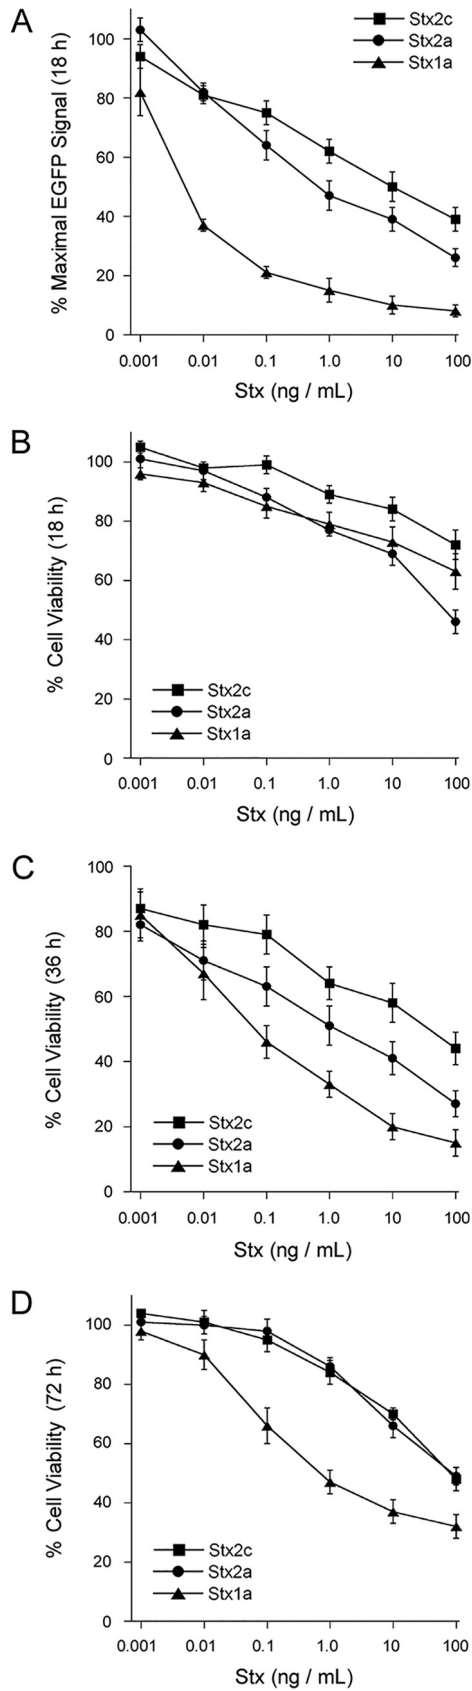 A
% Maximal EGFP Signal (18 h)
Stx2c
Stx2a
Stx1a
100
80
60
40
20
0
0.001 0.01 0.1 1.0 10 100
Stx (ng / mL)
B
% Cell Viability (18 h)
100
80
60
40
20
0
Stx2c
Stx2a
Stx1a
0.001 0.01 0.1 1.0 10 100
Stx (ng / mL)
C
% Cell Viability (36 h)
100
80
60
40
20
0
Stx2c
Stx2a
Stx1a
0.001 0.01 0.1 1.0 10 100
Stx (ng / mL)
D
% Cell Viability (72 h)
100
80
60
40
20
0
Stx2c
Stx2a
Stx1a
0.001 0.01 0.1 1.0 10 100
Stx (ng / mL)